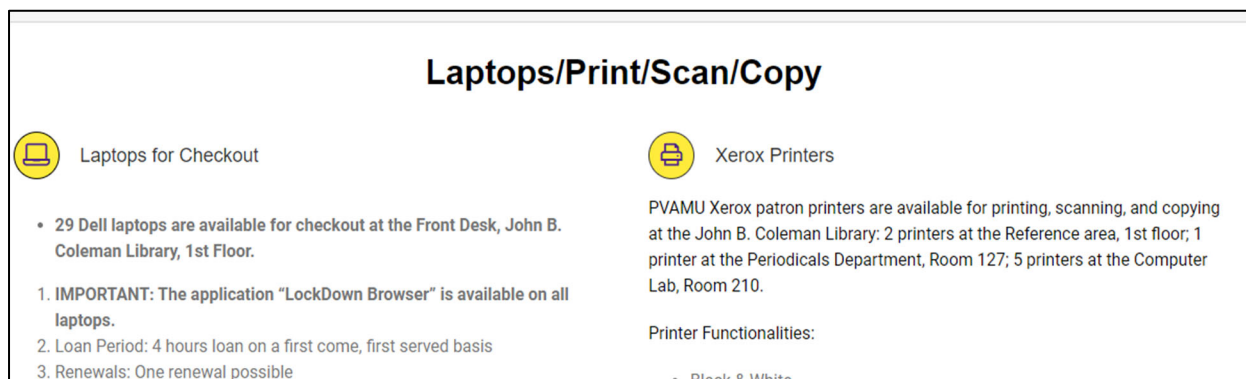 Laptops/Print/Scan/Copy
Laptops for Checkout
• 29 Dell laptops are available for checkout at the Front Desk, John B.
Coleman Library, 1st Floor.
1. IMPORTANT: The application “LockDown Browser” is available on all
laptops.
2. Loan Period: 4 hours loan on a first come, first served basis
3. Renewals: One renewal possible
Xerox Printers
PVAMU Xerox patron printers are available for printing, scanning, and copying
at the John B. Coleman Library: 2 printers at the Reference area, 1st floor; 1
printer at the Periodicals Department, Room 127; 5 printers at the Computer
Lab, Room 210.
Printer Functionalities:
• Black & White